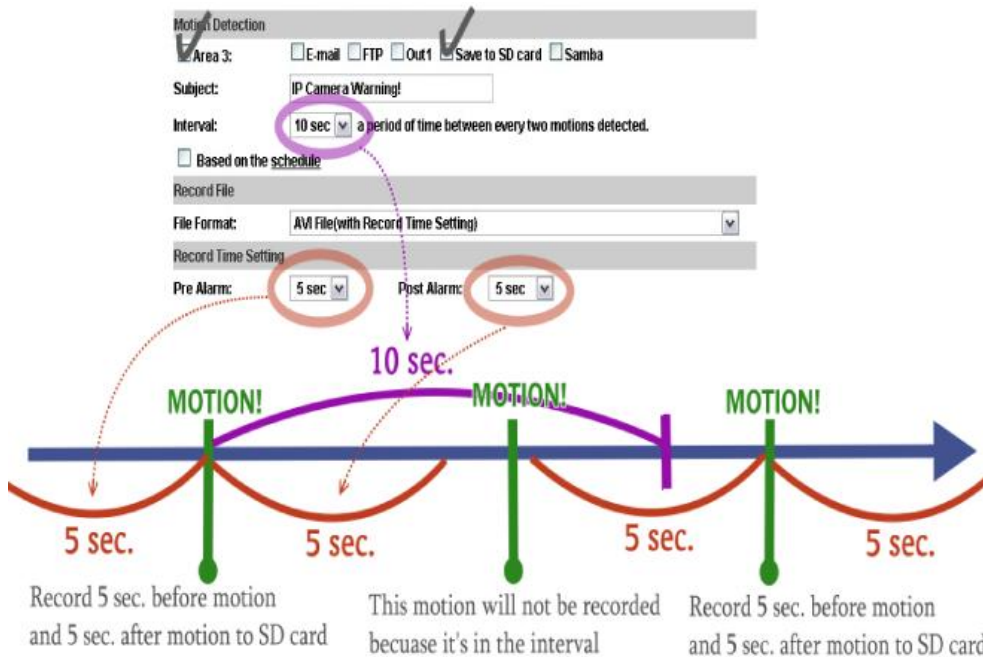 Motion Detection
Area 3: E-mail FTP Out1 Save to SD card Samba
Subject: IP Camera Warning!
Interval: 10 sec a period of time between every two motions detected.
Based on the schedule
Record File
File Format: AVI File(with Record Time Setting)
Record Time Setting
Pre Alarm: 5 sec Post Alarm: 5 sec
10 sec.
MOTION! MOTION! MOTION!
5 sec. 5 sec. 5 sec. 5 sec.
Record 5 sec. before motion
and 5 sec. after motion to SD card
This motion will not be recorded
becuase it's in the interval
Record 5 sec. before motion
and 5 sec. after motion to SD card